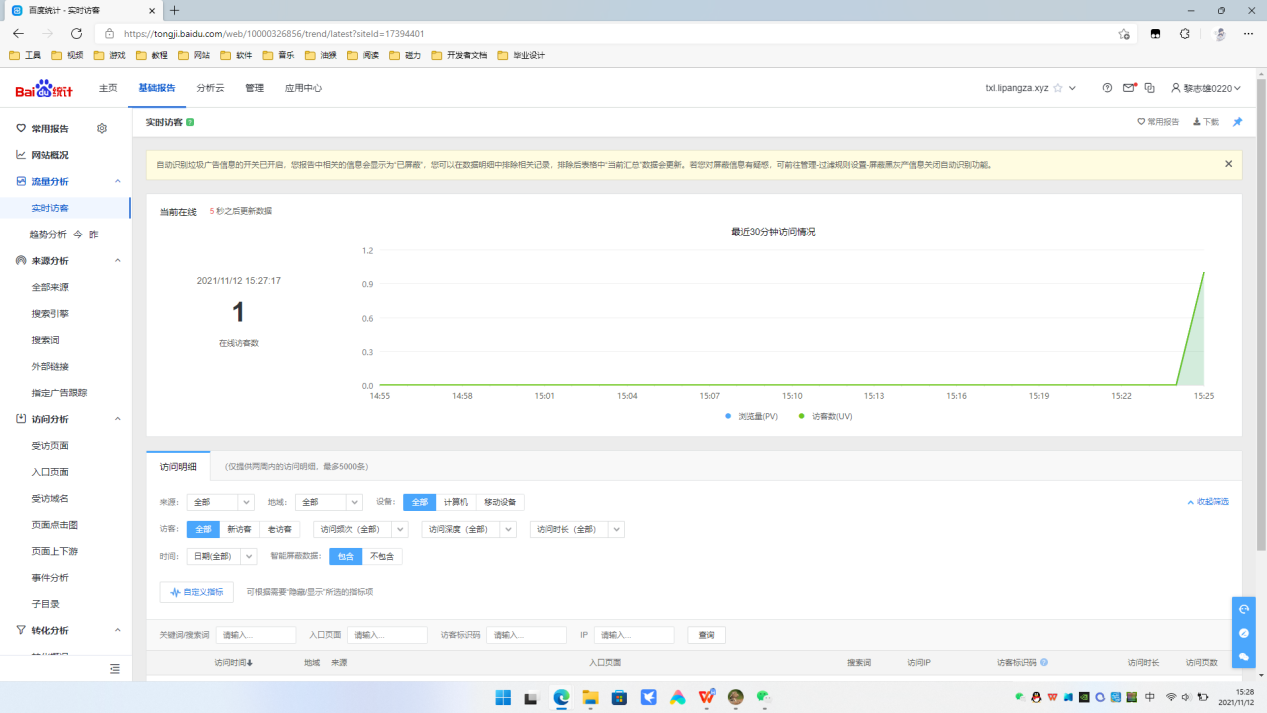 百度统计 - 实时访客
https://tongji.baidu.com/web/10000326856/trend/latest?siteId=17394401
工具 视频 游戏 教程 网站 软件 音乐 油猴 阅读 磁力 开发者文档 毕业设计
Baidu统计 主页 基础报告 分析云 管理 应用中心 txl.lipangza.xyz 黎志雄0220
常用报告
网站概况
流量分析
实时访客
趋势分析 今 昨
来源分析
全部来源
搜索引擎
搜索词
外部链接
指定广告跟踪
访问分析
受访页面
入口页面
受访域名
页面点击图
页面上下游
事件分析
子目录
转化分析
实时访客 ? 常用报告 下载
自动识别垃圾广告信息的开关已开启，您报告中相关的信息会显示为"已屏蔽"，您可以在数据明细中排除相关记录，排除后表格中"当前汇总"数据会更新。若您对屏蔽信息有疑惑，可前往管理-过滤规则设置-屏蔽黑灰产信息关闭自动识别功能。
当前在线 5 秒之后更新数据
最近30分钟访问情况
2021/11/12 15:27:17
1
在线访客数
1.2
0.9
0.6
0.3
0.0
14:55 14:58 15:01 15:04 15:07 15:10 15:13 15:16 15:19 15:22 15:25
浏览量(PV) 访客数(UV)
访问明细 (仅提供两周内的访问明细，最多5000条)
来源: 全部 地域: 全部 设备: 全部 计算机 移动设备 收起筛选
访客: 全部 新访客 老访客 访问频次（全部） 访问深度（全部） 访问时长（全部）
时间: 日期(全部) 智能屏蔽数据: 包含 不包含
自定义指标 可根据需要"隐藏/显示"所选的指标项
关键词/搜索词 请输入... 入口页面 请输入... 访客标识码 请输入... IP 请输入... 查询
访问时间 地域 来源 入口页面 搜索词 访问IP 访客标识码 ? 访问时长 访问页数
中 15:28
2021/11/12